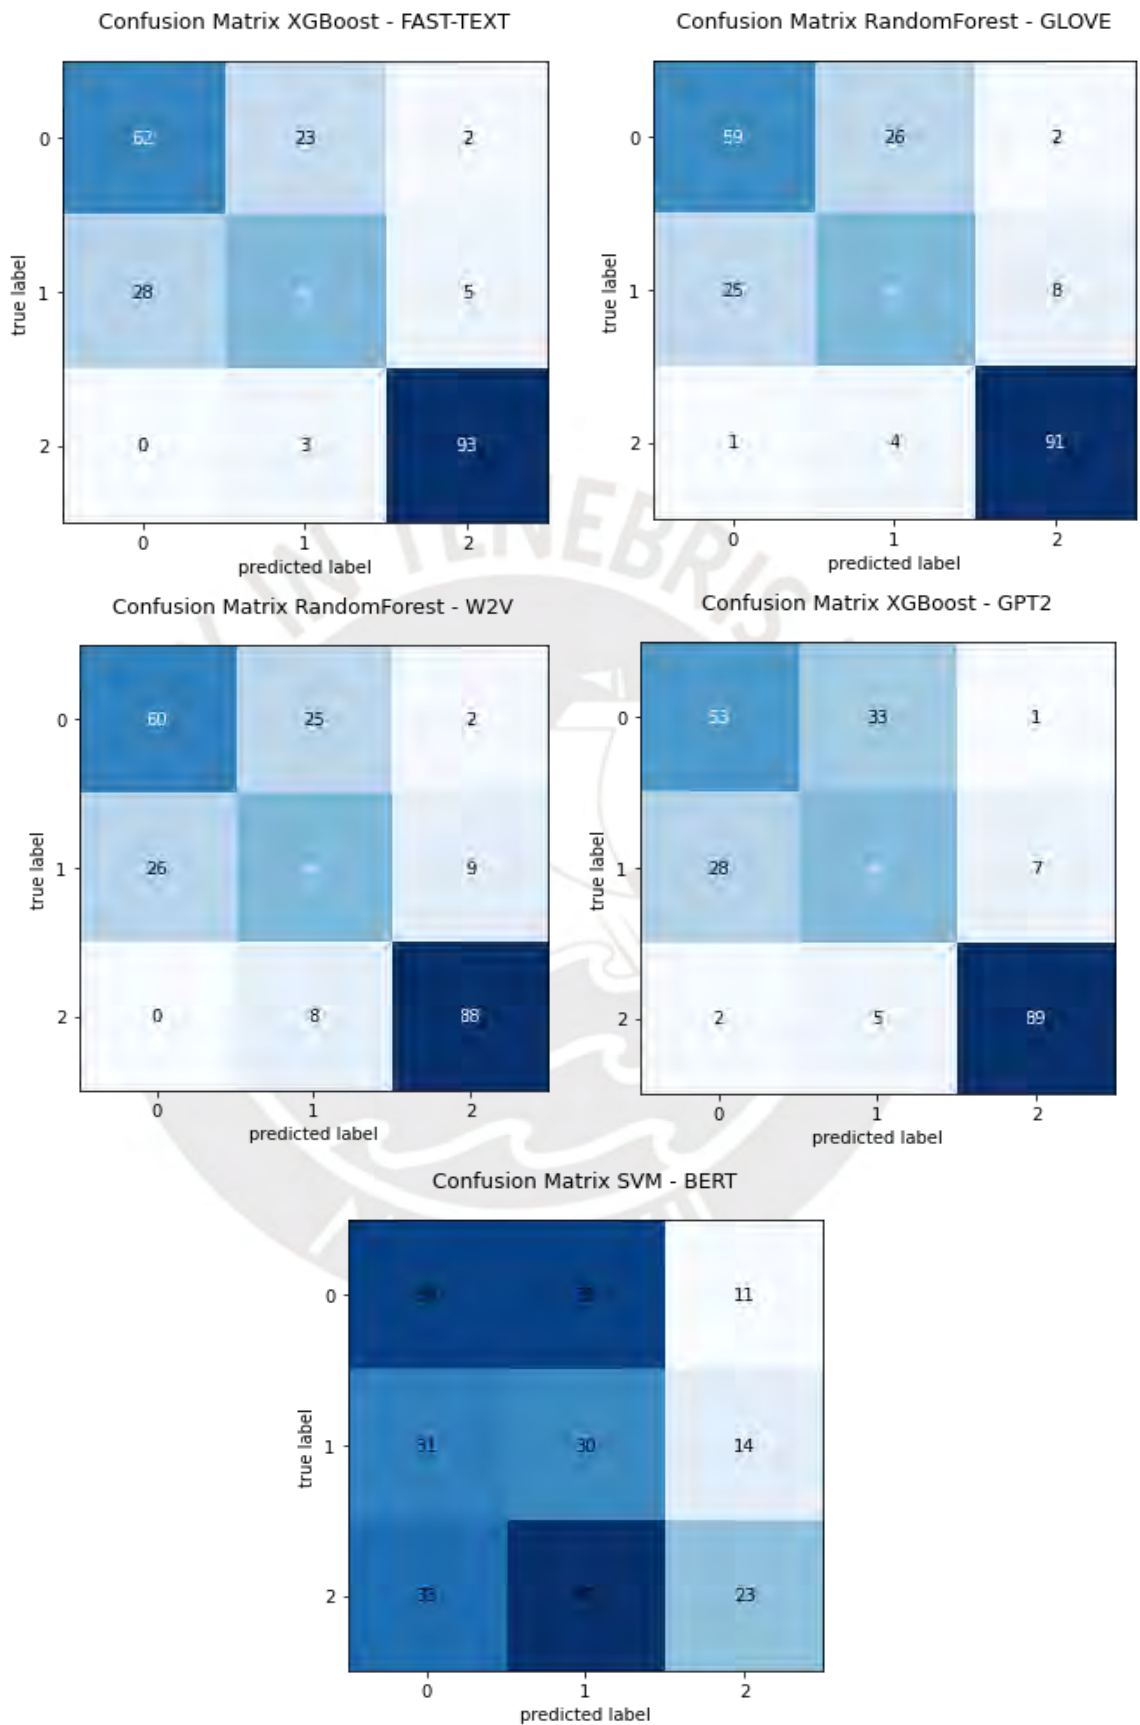 Confusion Matrix XGBoost - FAST-TEXT
true label
0 62 23 2
1 28 5
2 0 3 93
0 1 2
predicted label
Confusion Matrix RandomForest - GLOVE
true label
0 59 26 2
1 25 8
2 1 4 91
0 1 2
predicted label
IN TENEBRIS
Confusion Matrix RandomForest - W2V
true label
0 60 25 2
1 26 9
2 0 8 88
0 1 2
predicted label
Confusion Matrix XGBoost - GPT2
true label
0 53 33 1
1 28 7
2 2 5 89
0 1 2
predicted label
Confusion Matrix SVM - BERT
true label
0 11
1 31 30 14
2 33 23
0 1 2
predicted label